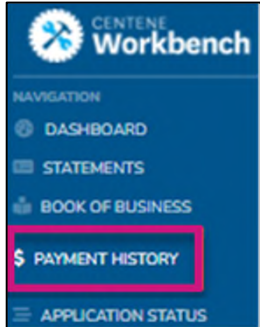 CENTENE
Workbench
NAVIGATION
DASHBOARD
STATEMENTS
BOOK OF BUSINESS
$ PAYMENT HISTORY
APPLICATION STATUS